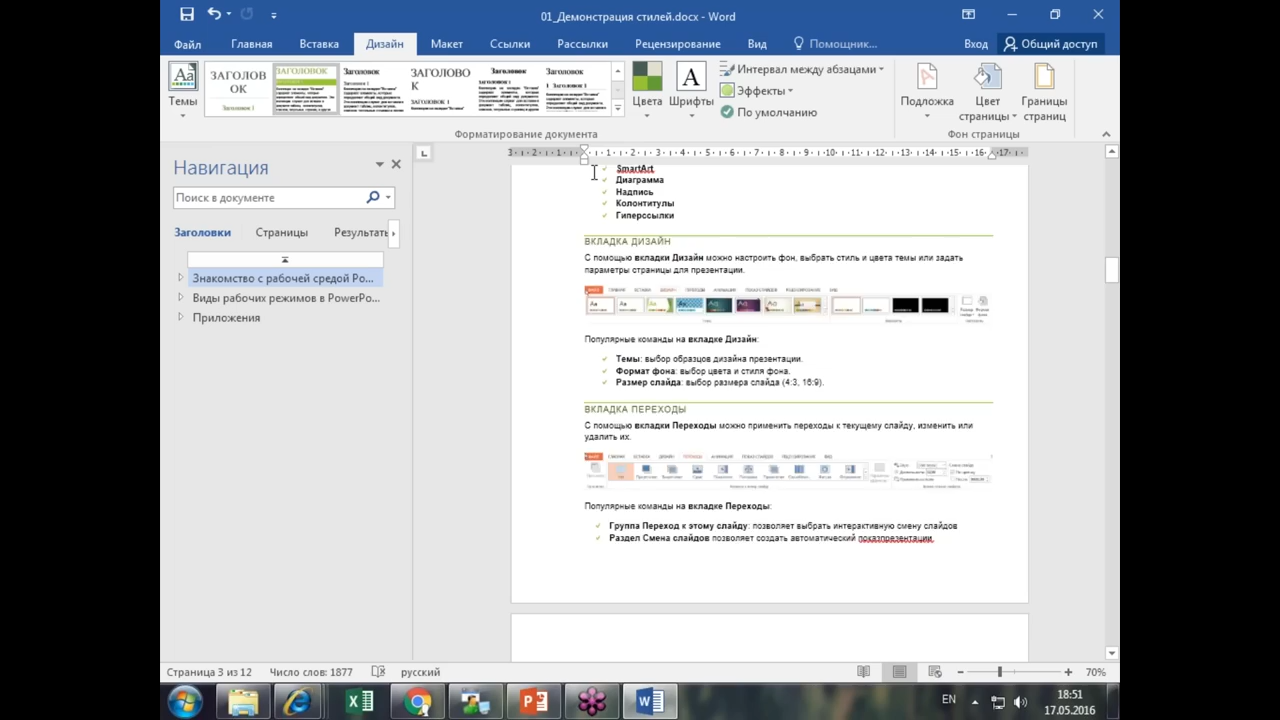 01_Демонстрация стилей.docx - Word
Файл Главная Вставка Дизайн Макет Ссылки Рассылки Рецензирование Вид Помощник... Вход Общий доступ
Темы
ЗАГОЛОВОК
ЗАГОЛОВОК
Заголовок
ЗАГОЛОВОК
Заголовок
Заголовок
Цвета
Шрифты
Интервал между абзацами
Эффекты
По умолчанию
Подложка
Цвет страницы
Границы страниц
Форматирование документа
Фон страницы
Навигация
Поиск в документе
Заголовки Страницы Результаты
Знакомство с рабочей средой Po...
Виды рабочих режимов в PowerPo...
Приложения
SmartArt
Диаграмма
Надпись
Колонтитулы
Гиперссылки
ВКЛАДКА ДИЗАЙН
С помощью вкладки Дизайн можно настроить фон, выбрать стиль и цвета темы или задать
параметры страницы для презентации.
Популярные команды на вкладке Дизайн:
Темы: выбор образцов дизайна презентации.
Формат фона: выбор цвета и стиля фона.
Размер слайда: выбор размера слайда (4:3, 16:9).
ВКЛАДКА ПЕРЕХОДЫ
С помощью вкладки Переходы можно применить переходы к текущему слайду, изменить или
удалить их.
Популярные команды на вкладке Переходы:
Группа Переход к этому слайду: позволяет выбрать интерактивную смену слайдов
Раздел Смена слайдов позволяет создать автоматический показпрезентации.
Страница 3 из 12 Число слов: 1877 русский 70%
EN 18:51
17.05.2016